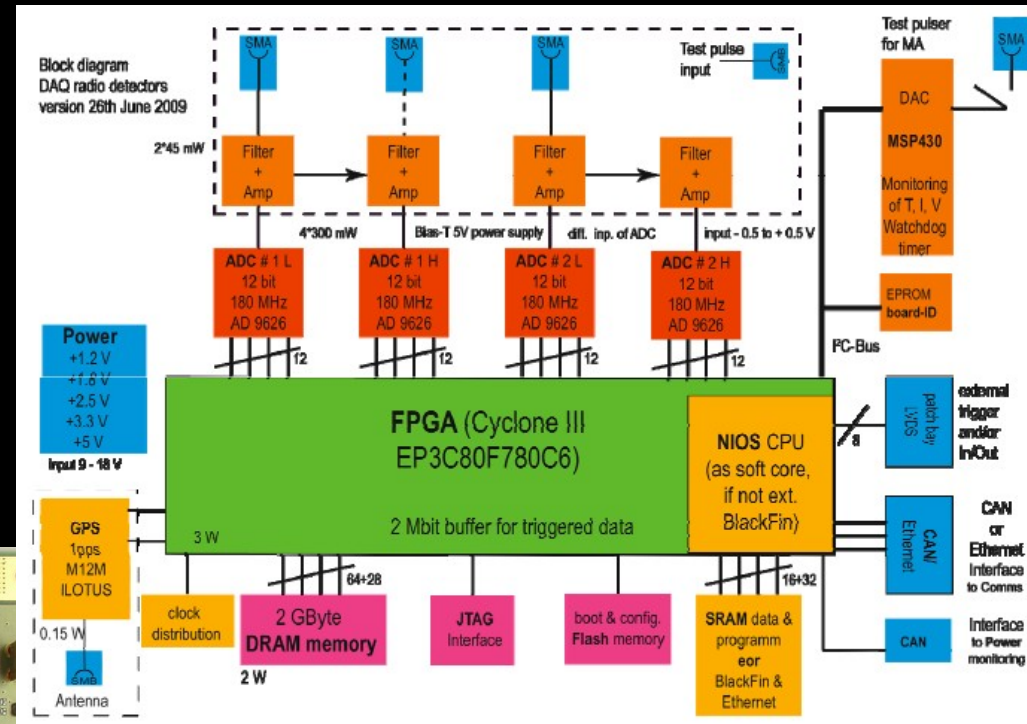 Block diagram
DAQ radio detectors
version 26th June 2009
SMA
SMA
SMA
Test pulse
input
SMB
Test pulser
for MA
SMA
2*45 mW
Filter
+
Amp
Filter
+
Amp
Filter
+
Amp
Filter
+
Amp
DAC
MSP430
Monitoring
of T, I, V
Watchdog
timer
4*300 mW
Bias-T 5V power supply
diff. inp. of ADC
input - 0.5 to + 0.5 V
ADC # 1 L
12 bit
180 MHz
AD 9626
ADC # 1 H
12 bit
180 MHz
AD 9626
ADC # 2 L
12 bit
180 MHz
AD 9626
ADC # 2 H
12 bit
180 MHz
AD 9626
12
12
12
12
EPROM
board-ID
I²C-Bus
Power
+1.2 V
+1.8 V
+2.5 V
+3.3 V
+5 V
Input 9 - 18 V
FPGA (Cyclone III
EP3C80F780C6)
2 Mbit buffer for triggered data
3 W
NIOS CPU
(as soft core,
if not ext.
BlackFin)
8
patch bay
LVDS
external
trigger
and/or
In/Out
CAN/
Ethernet
CAN
or
Ethernet
Interface
to Comms
GPS
1pps
M12M
ILOTUS
0.15 W
SMB
Antenna
clock
distribution
64+28
2 GByte
DRAM memory
2 W
JTAG
Interface
boot & config.
Flash memory
16+32
SRAM data &
programm
eor
BlackFin &
Ethernet
CAN
Interface
to Power
monitoring